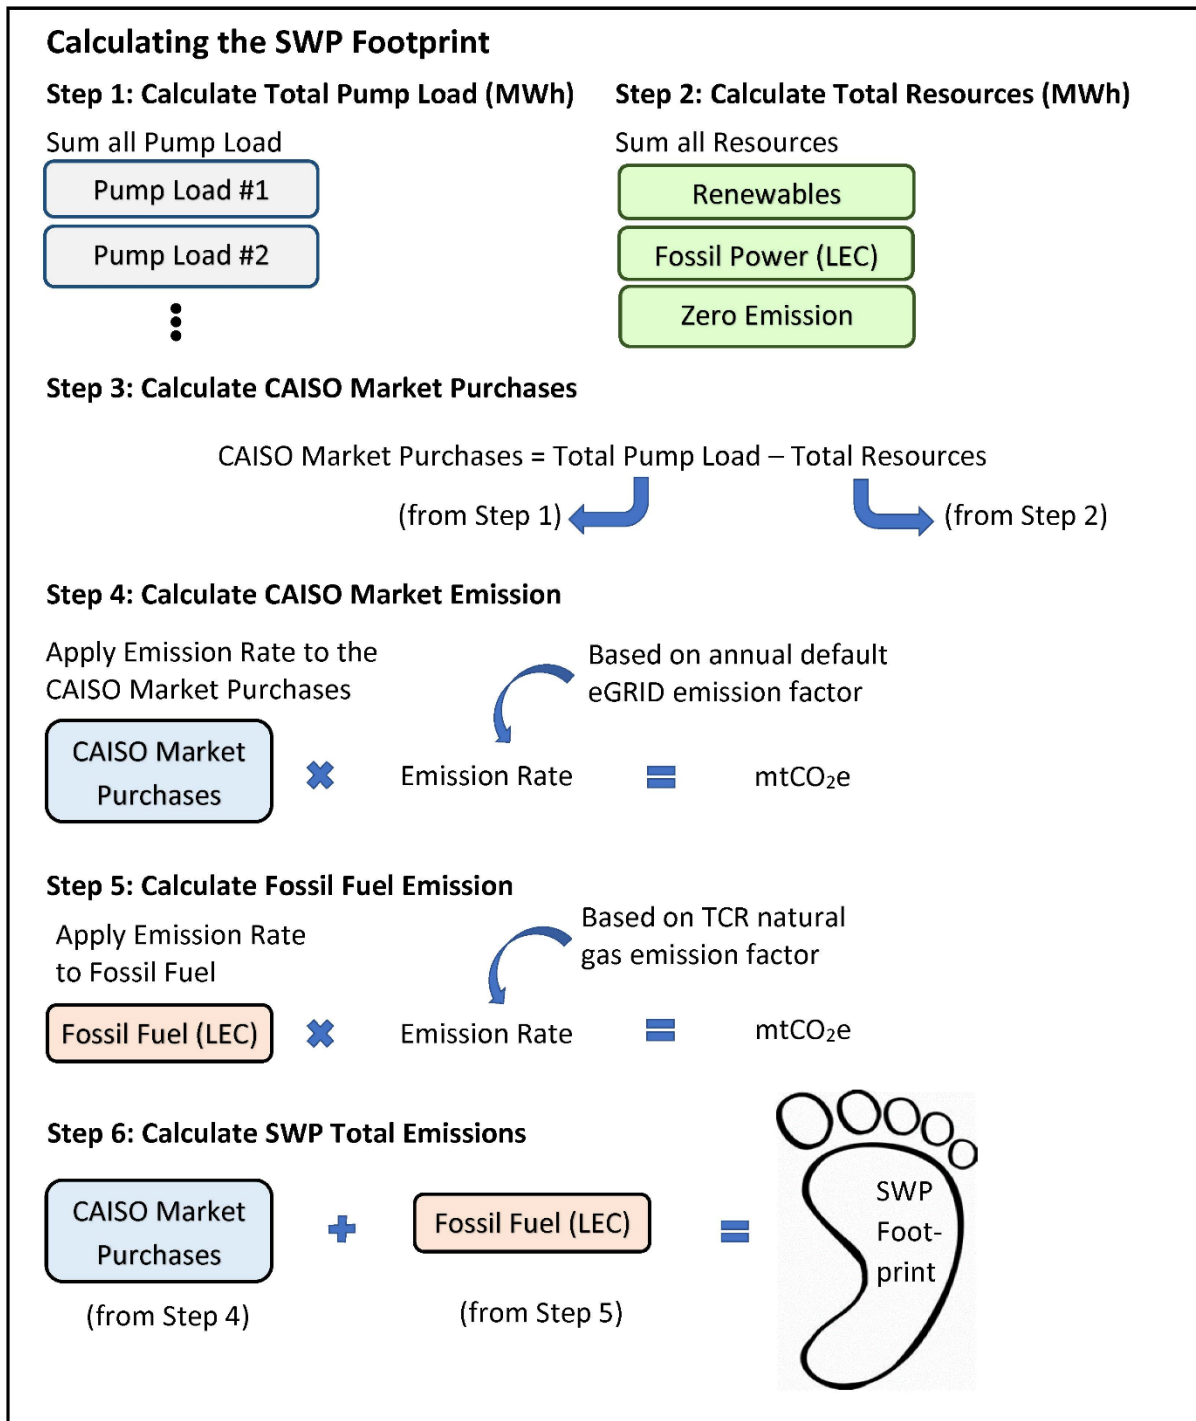 Calculating the SWP Footprint
Step 1: Calculate Total Pump Load (MWh)
Sum all Pump Load
Pump Load #1
Pump Load #2
Step 2: Calculate Total Resources (MWh)
Sum all Resources
Renewables
Fossil Power (LEC)
Zero Emission
Step 3: Calculate CAISO Market Purchases
CAISO Market Purchases = Total Pump Load – Total Resources
(from Step 1)
(from Step 2)
Step 4: Calculate CAISO Market Emission
Apply Emission Rate to the
CAISO Market Purchases
Based on annual default
eGRID emission factor
CAISO Market
Purchases
Emission Rate
mtCO₂e
Step 5: Calculate Fossil Fuel Emission
Apply Emission Rate
to Fossil Fuel
Based on TCR natural
gas emission factor
Fossil Fuel (LEC)
Emission Rate
mtCO₂e
Step 6: Calculate SWP Total Emissions
CAISO Market
Purchases
(from Step 4)
Fossil Fuel (LEC)
(from Step 5)
SWP
Foot-
print